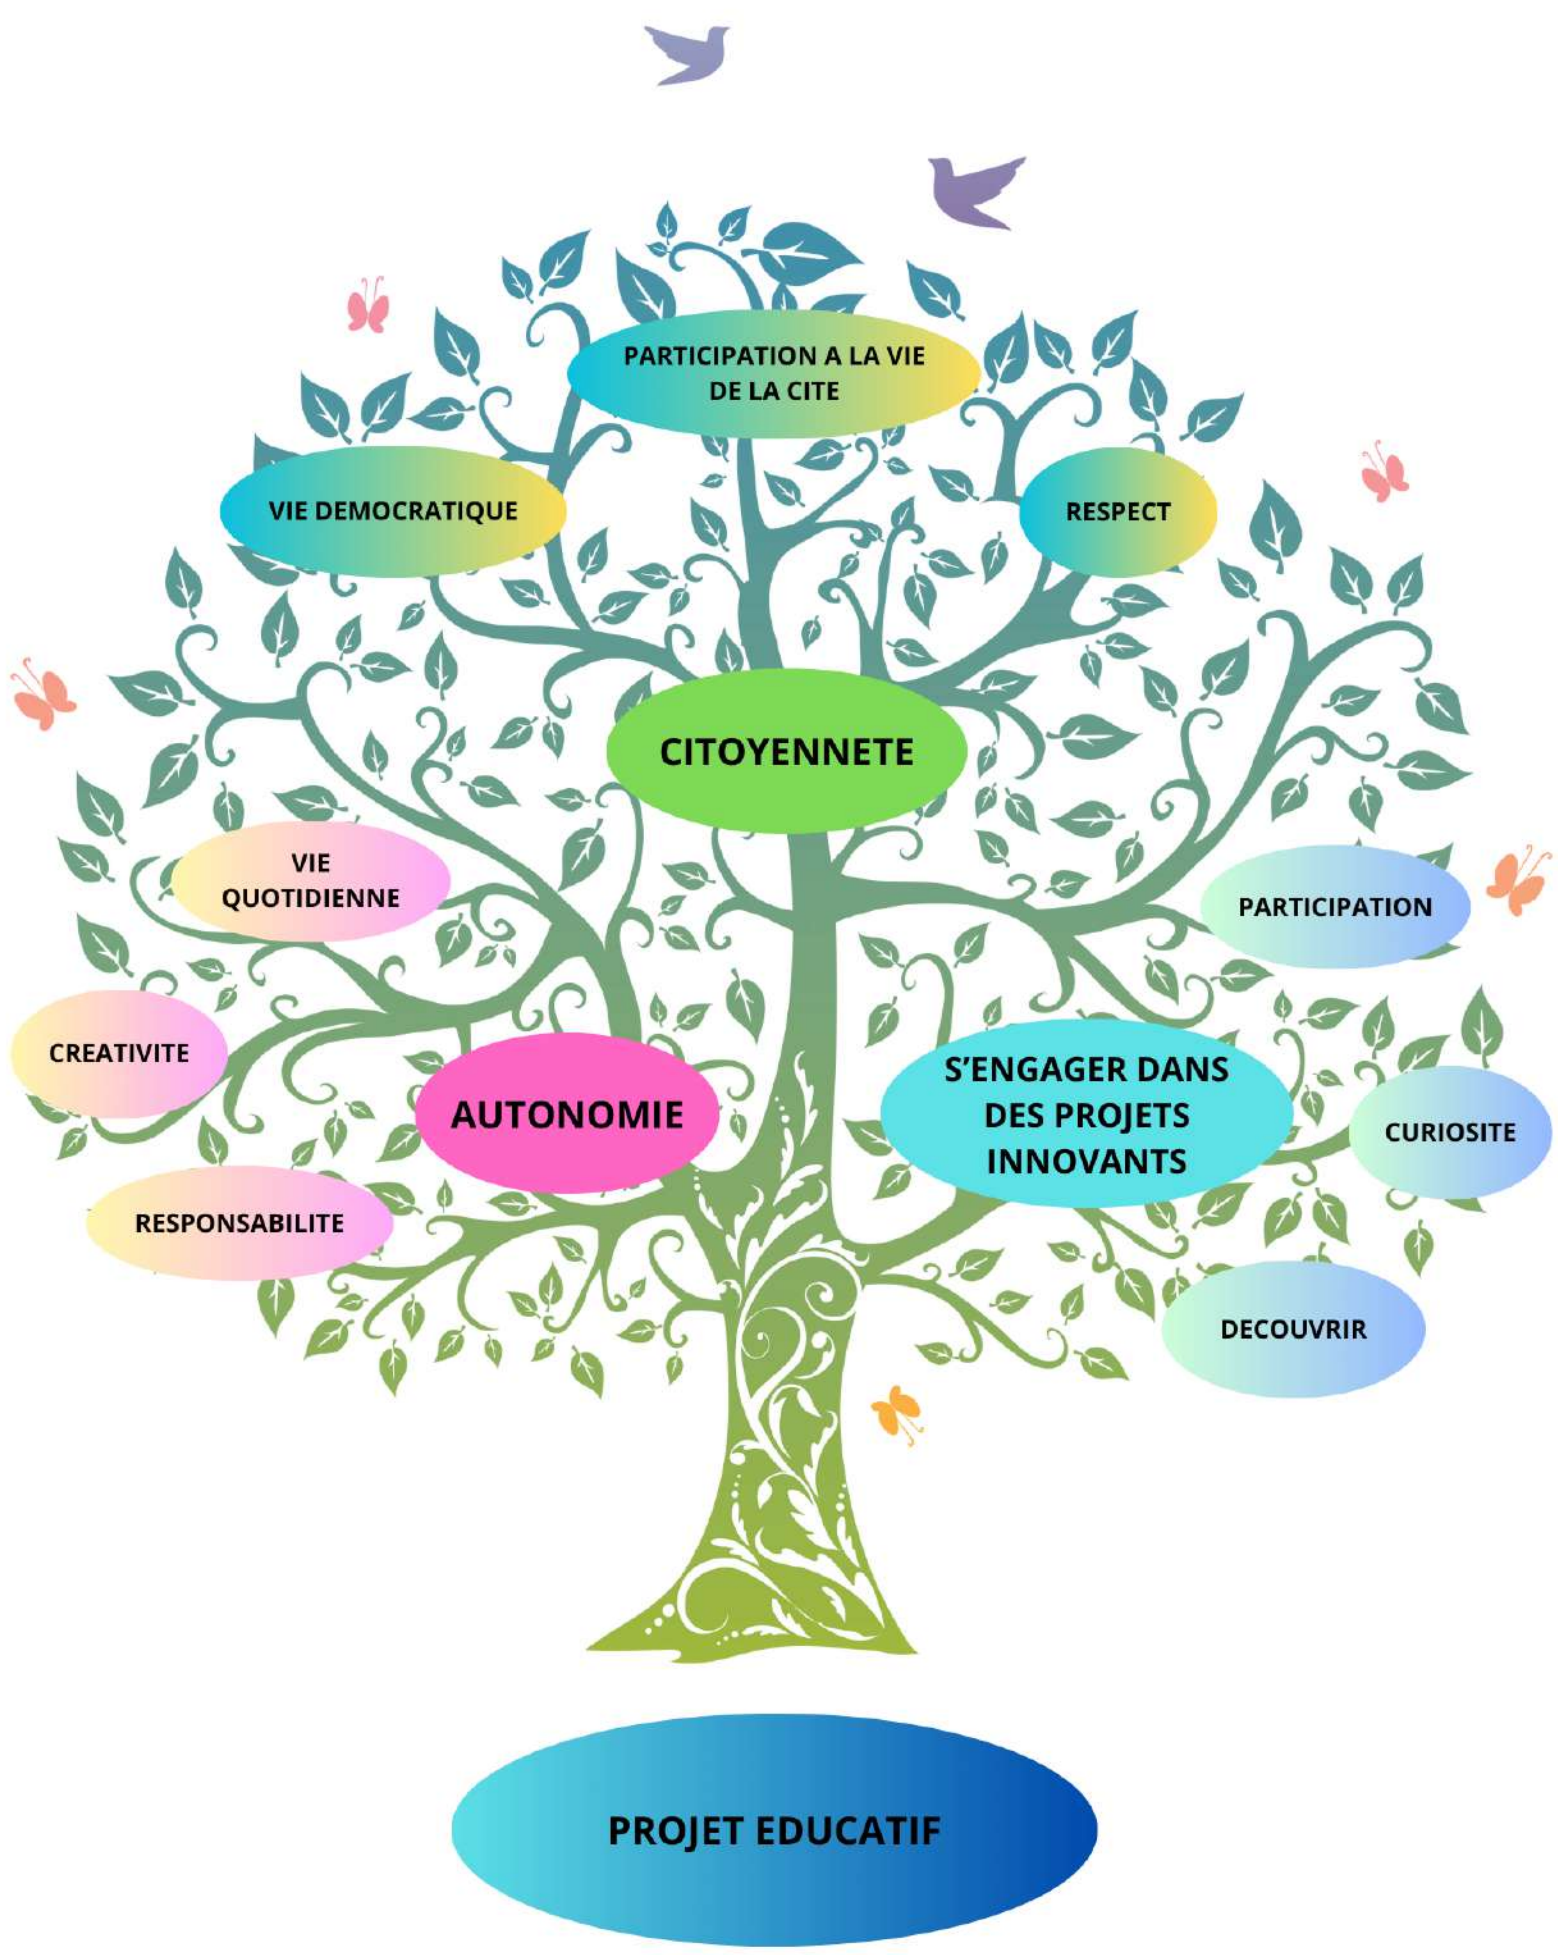 PARTICIPATION A LA VIE
DE LA CITE
VIE DEMOCRATIQUE
RESPECT
CITOYENNETE
VIE
QUOTIDIENNE
PARTICIPATION
CREATIVITE
AUTONOMIE
S'ENGAGER DANS
DES PROJETS
INNOVANTS
CURIOSITE
RESPONSABILITE
DECOUVRIR
PROJET EDUCATIF